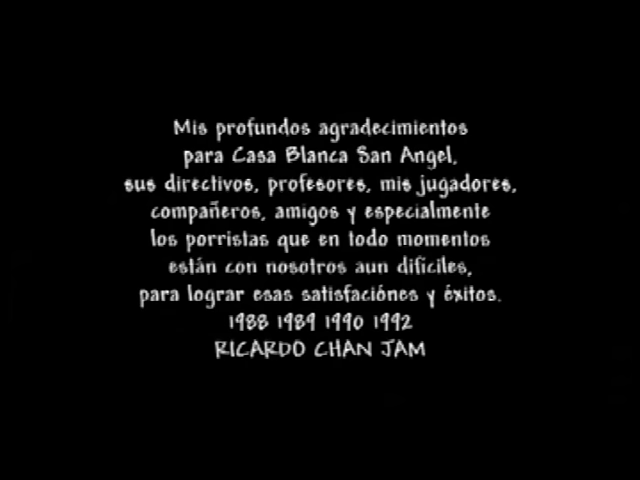 Mis profundos agradecimientos
para Casa Blanca San Angel,
sus directivos, profesores, mis jugadores,
compañeros, amigos y especialmente
los porristas que en todo momentos
están con nosotros aun difíciles,
para lograr esas satisfaciónes y éxitos.
1988 1989 1990 1992
RICARDO CHAN JAM